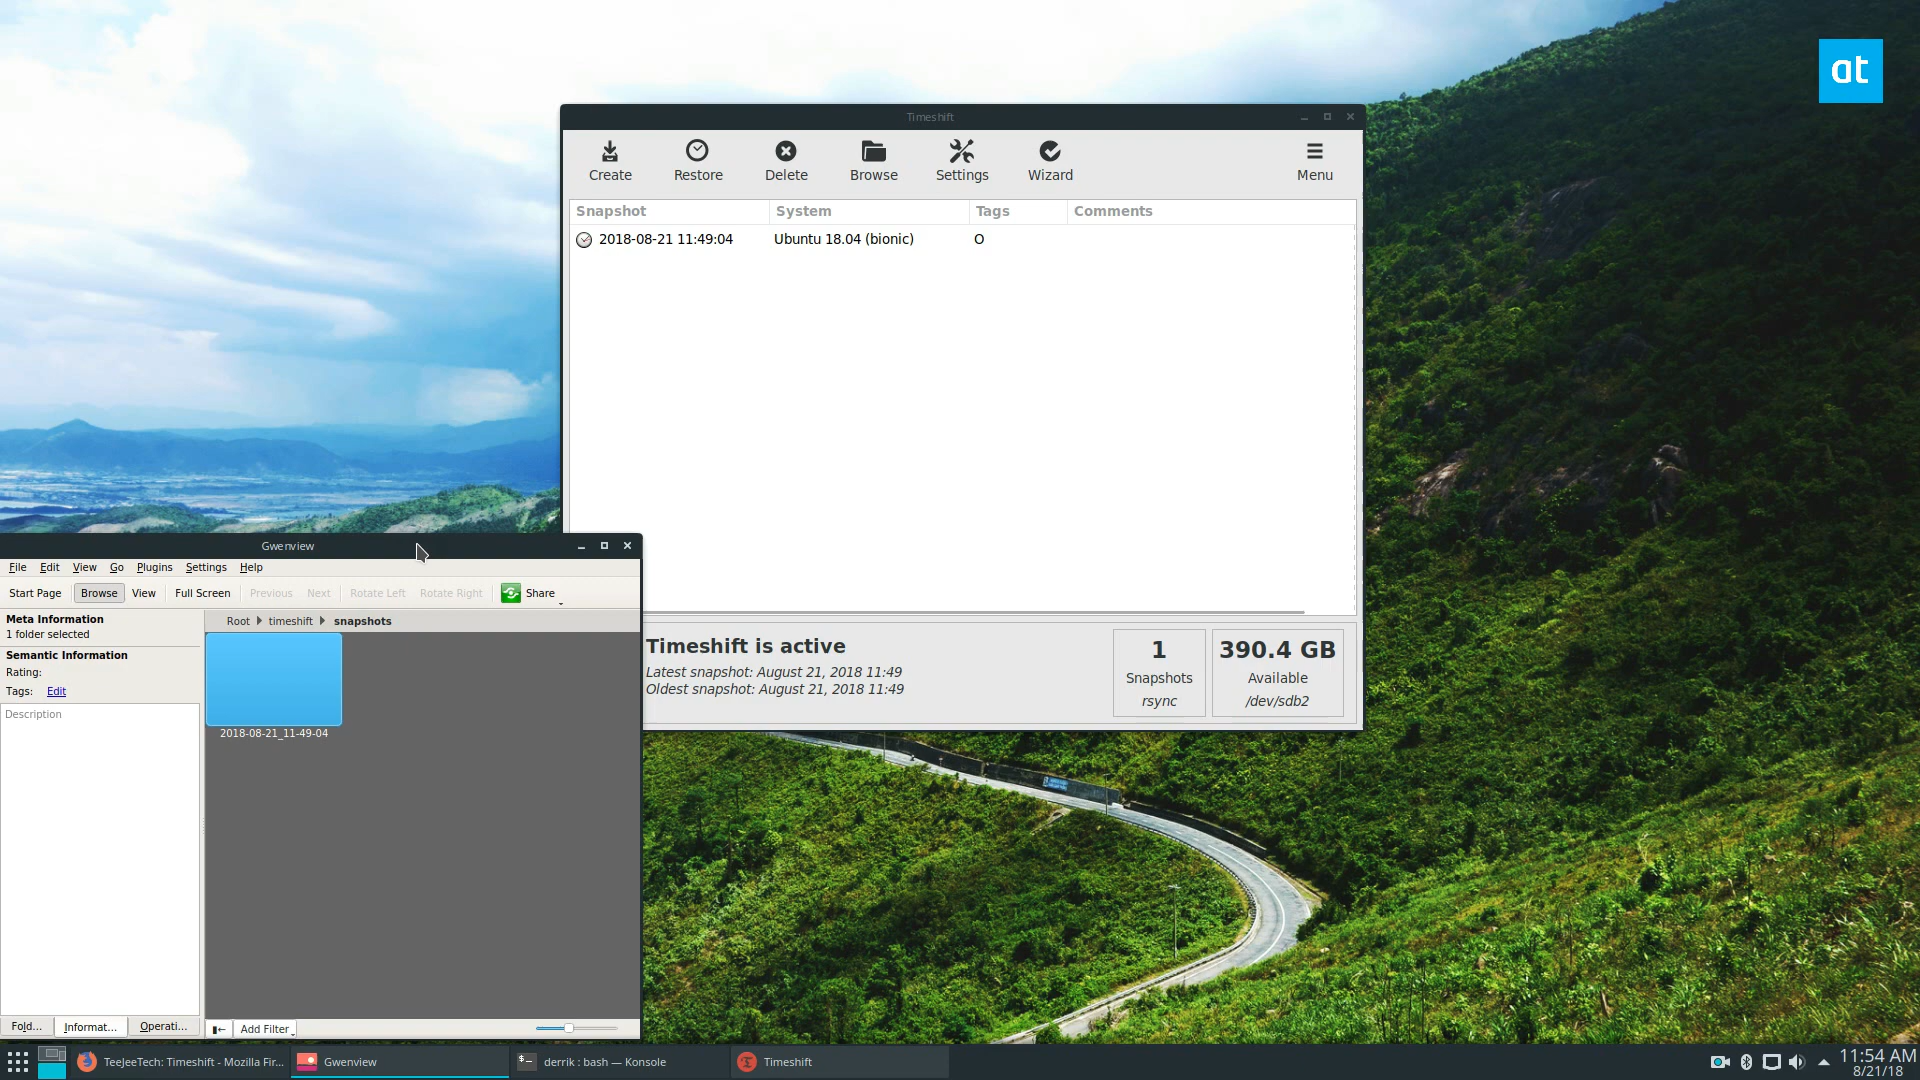 at
Timeshift
Create Restore Delete Browse Settings Wizard Menu
Snapshot System Tags Comments
2018-08-21 11:49:04 Ubuntu 18.04 (bionic) O
Gwenview
File Edit View Go Plugins Settings Help
Start Page Browse View Full Screen Previous Next Rotate Left Rotate Right Share
Meta Information
1 folder selected
Semantic Information
Rating:
Tags: Edit
Description
Root timeshift snapshots
2018-08-21_11-49-04
Fold... Informat... Operati...
Add Filter
Timeshift is active
Latest snapshot: August 21, 2018 11:49
Oldest snapshot: August 21, 2018 11:49
1
Snapshots
rsync
390.4 GB
Available
/dev/sdb2
TeeJeeTech: Timeshift - Mozilla Fir... Gwenview derrik : bash — Konsole Timeshift
11:54 AM
8/21/18